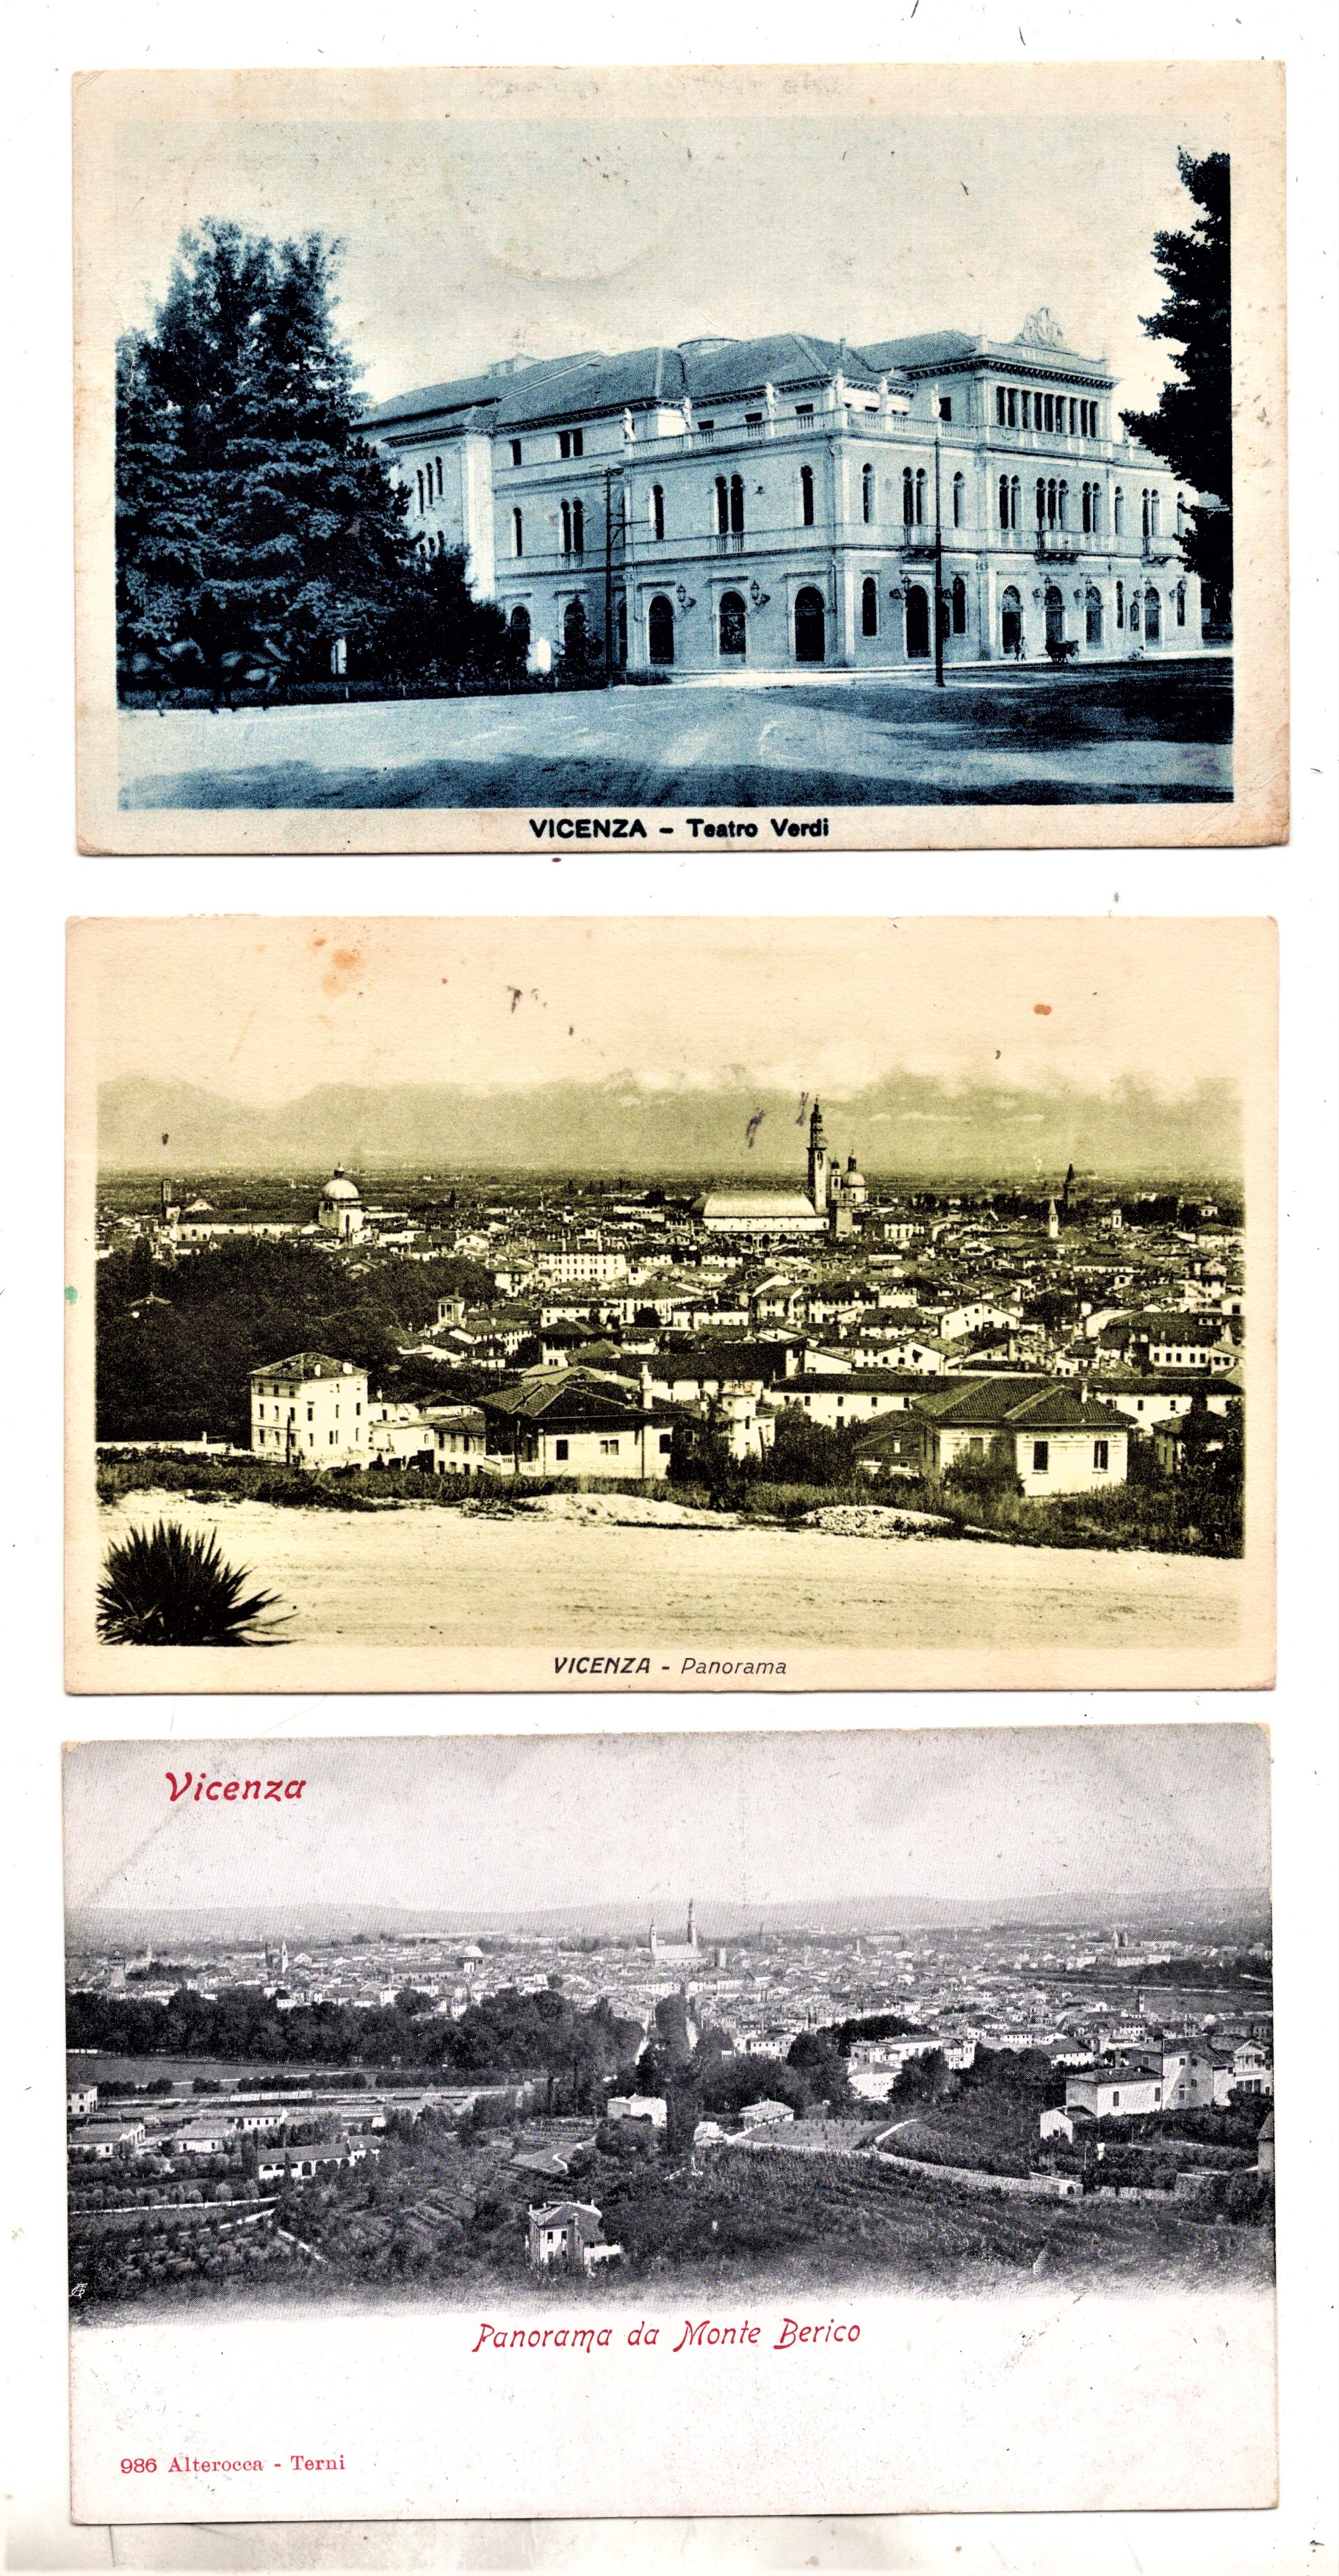 VICENZA - Teatro Verdi
VICENZA - Panorama
Vicenza
Panorama da Monte Berico
986 Alterocca - Terni